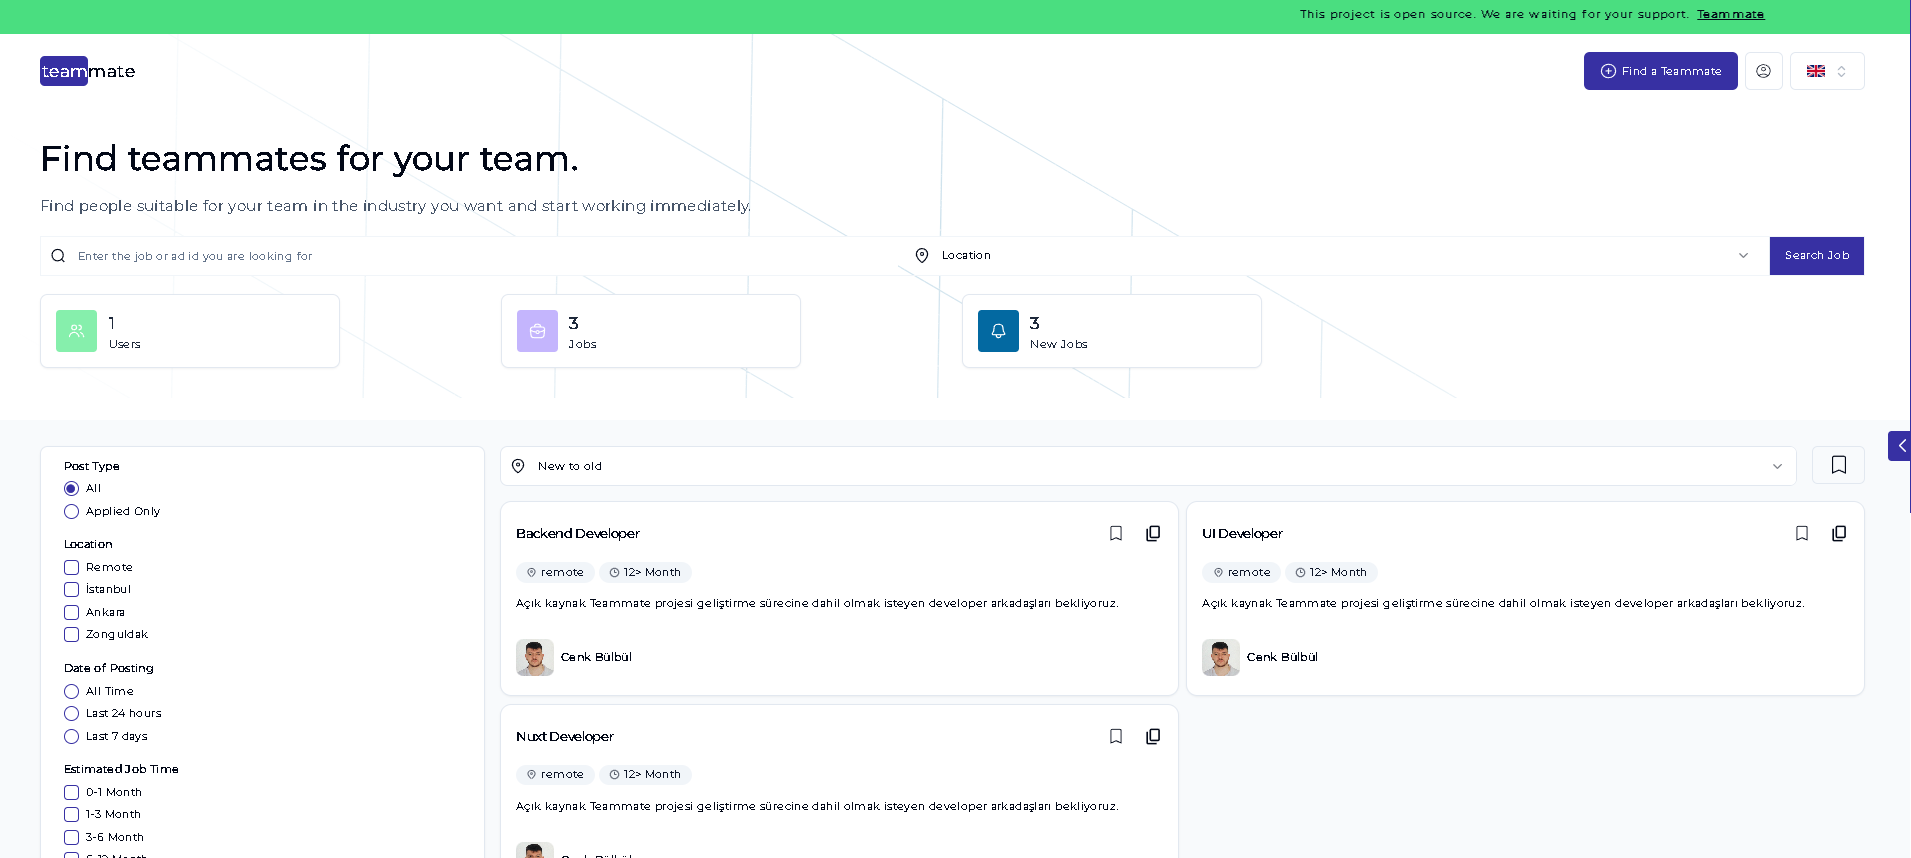 This project is open source. We are waiting for your support. Teammate
teammate
Find a Teammate
Find teammates for your team.
Find people suitable for your team in the industry you want and start working immediately.
Enter the job or ad id you are looking for
Location
Search Job
1
Users
3
Jobs
3
New Jobs
Post Type
All
Applied Only
Location
Remote
İstanbul
Ankara
Zonguldak
Date of Posting
All Time
Last 24 hours
Last 7 days
Estimated Job Time
0-1 Month
1-3 Month
3-6 Month
New to old
Backend Developer
remote
12> Month
Açık kaynak Teammate projesi geliştirme sürecine dahil olmak isteyen developer arkadaşları bekliyoruz.
Cenk Bülbül
UI Developer
remote
12> Month
Açık kaynak Teammate projesi geliştirme sürecine dahil olmak isteyen developer arkadaşları bekliyoruz.
Cenk Bülbül
Nuxt Developer
remote
12> Month
Açık kaynak Teammate projesi geliştirme sürecine dahil olmak isteyen developer arkadaşları bekliyoruz.